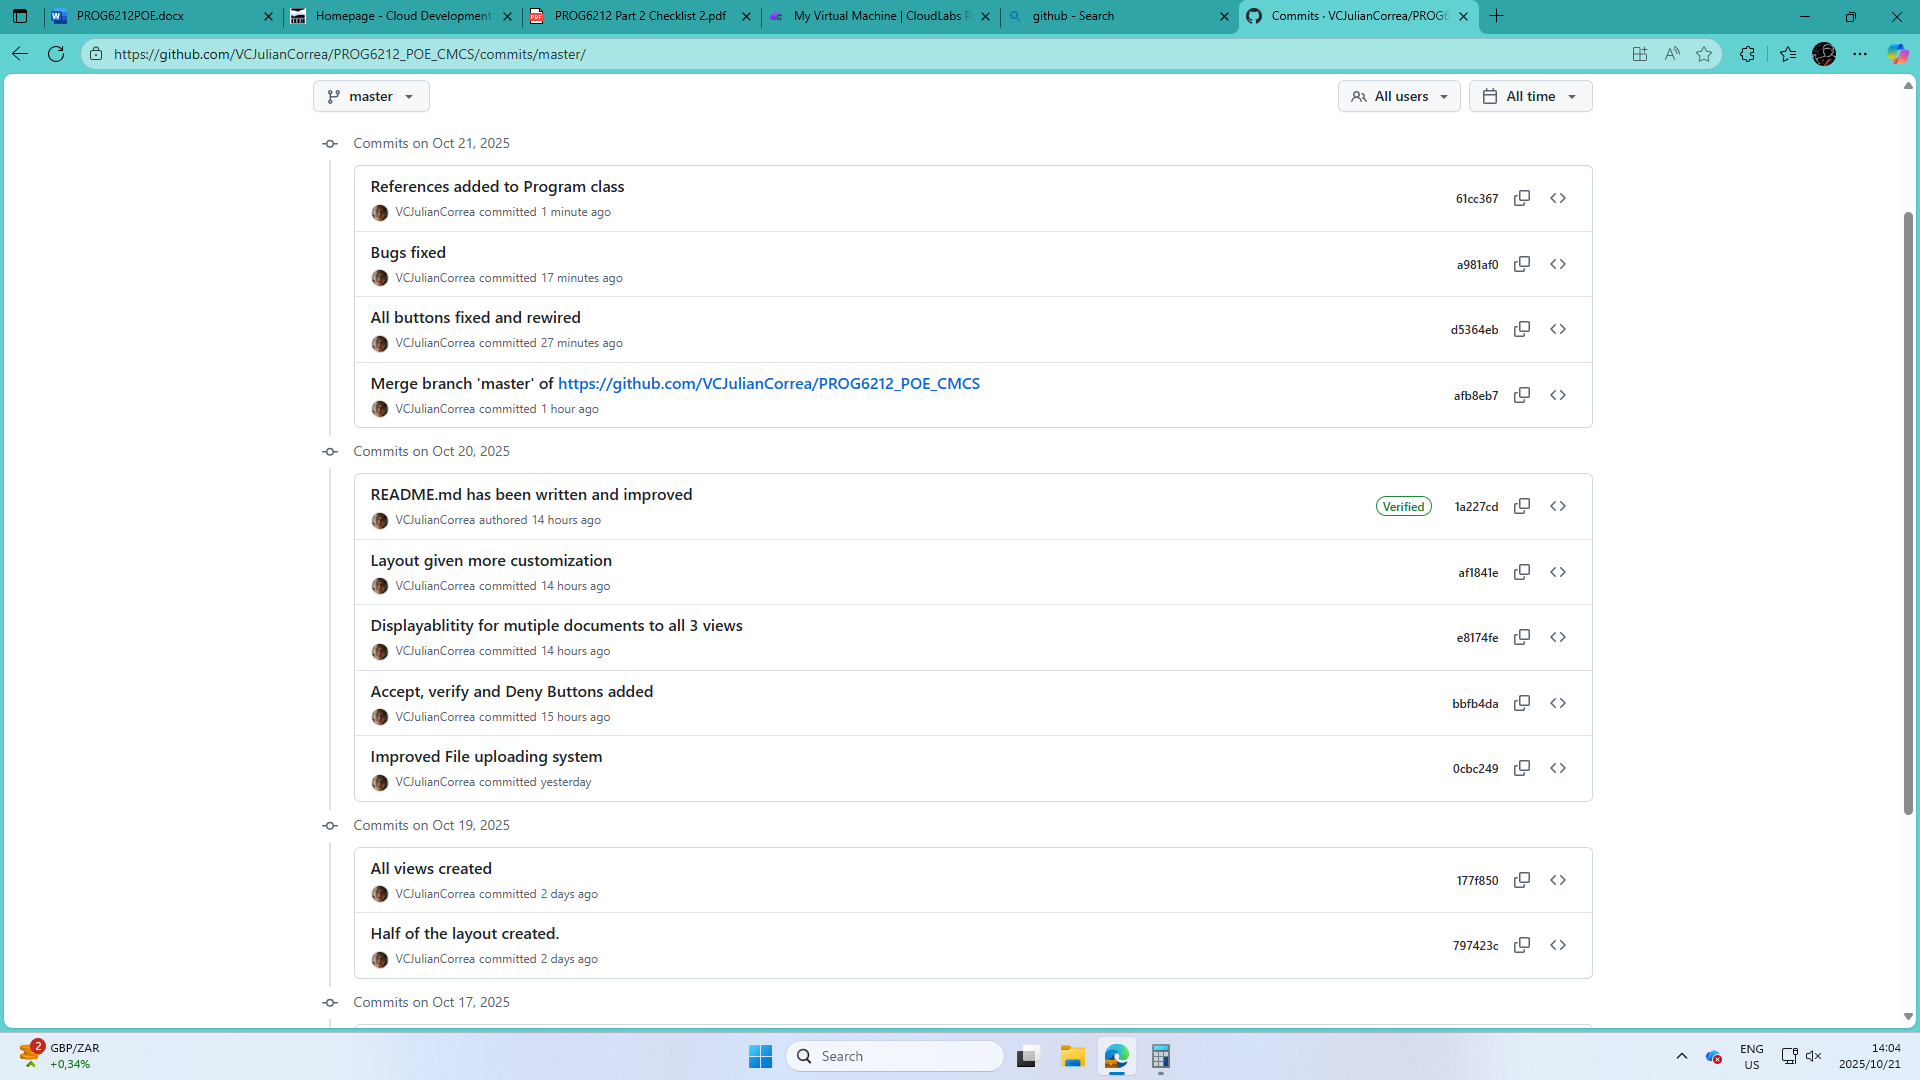 PROG6212POE.docx
Homepage - Cloud Development
PROG6212 Part 2 Checklist 2.pdf
My Virtual Machine | CloudLabs P
github - Search
Commits · VCJulianCorrea/PROG6
https://github.com/VCJulianCorrea/PROG6212_POE_CMCS/commits/master/
master
All users
All time
Commits on Oct 21, 2025
References added to Program class
VCJulianCorrea committed 1 minute ago
61cc367
Bugs fixed
VCJulianCorrea committed 17 minutes ago
a981af0
All buttons fixed and rewired
VCJulianCorrea committed 27 minutes ago
d5364eb
Merge branch 'master' of https://github.com/VCJulianCorrea/PROG6212_POE_CMCS
VCJulianCorrea committed 1 hour ago
afb8eb7
Commits on Oct 20, 2025
README.md has been written and improved
VCJulianCorrea authored 14 hours ago
Verified
1a227cd
Layout given more customization
VCJulianCorrea committed 14 hours ago
af1841e
Displayablitity for mutiple documents to all 3 views
VCJulianCorrea committed 14 hours ago
e8174fe
Accept, verify and Deny Buttons added
VCJulianCorrea committed 15 hours ago
bbfb4da
Improved File uploading system
VCJulianCorrea committed yesterday
0cbc249
Commits on Oct 19, 2025
All views created
VCJulianCorrea committed 2 days ago
177f850
Half of the layout created.
VCJulianCorrea committed 2 days ago
797423c
Commits on Oct 17, 2025
2
GBP/ZAR
+0,34%
Search
ENG
US
14:04
2025/10/21